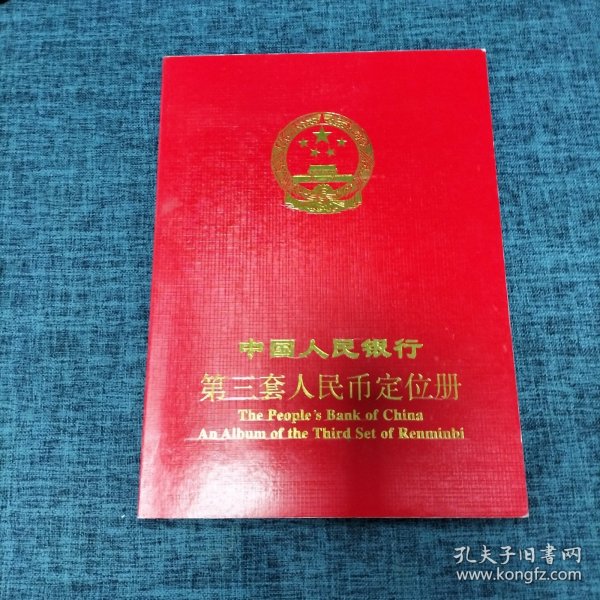 中国人民银行
第三套人民币定位册
The People's Bank of China
An Album of the Third Set of Renminbi
孔夫子旧書网
www.kongfz.com